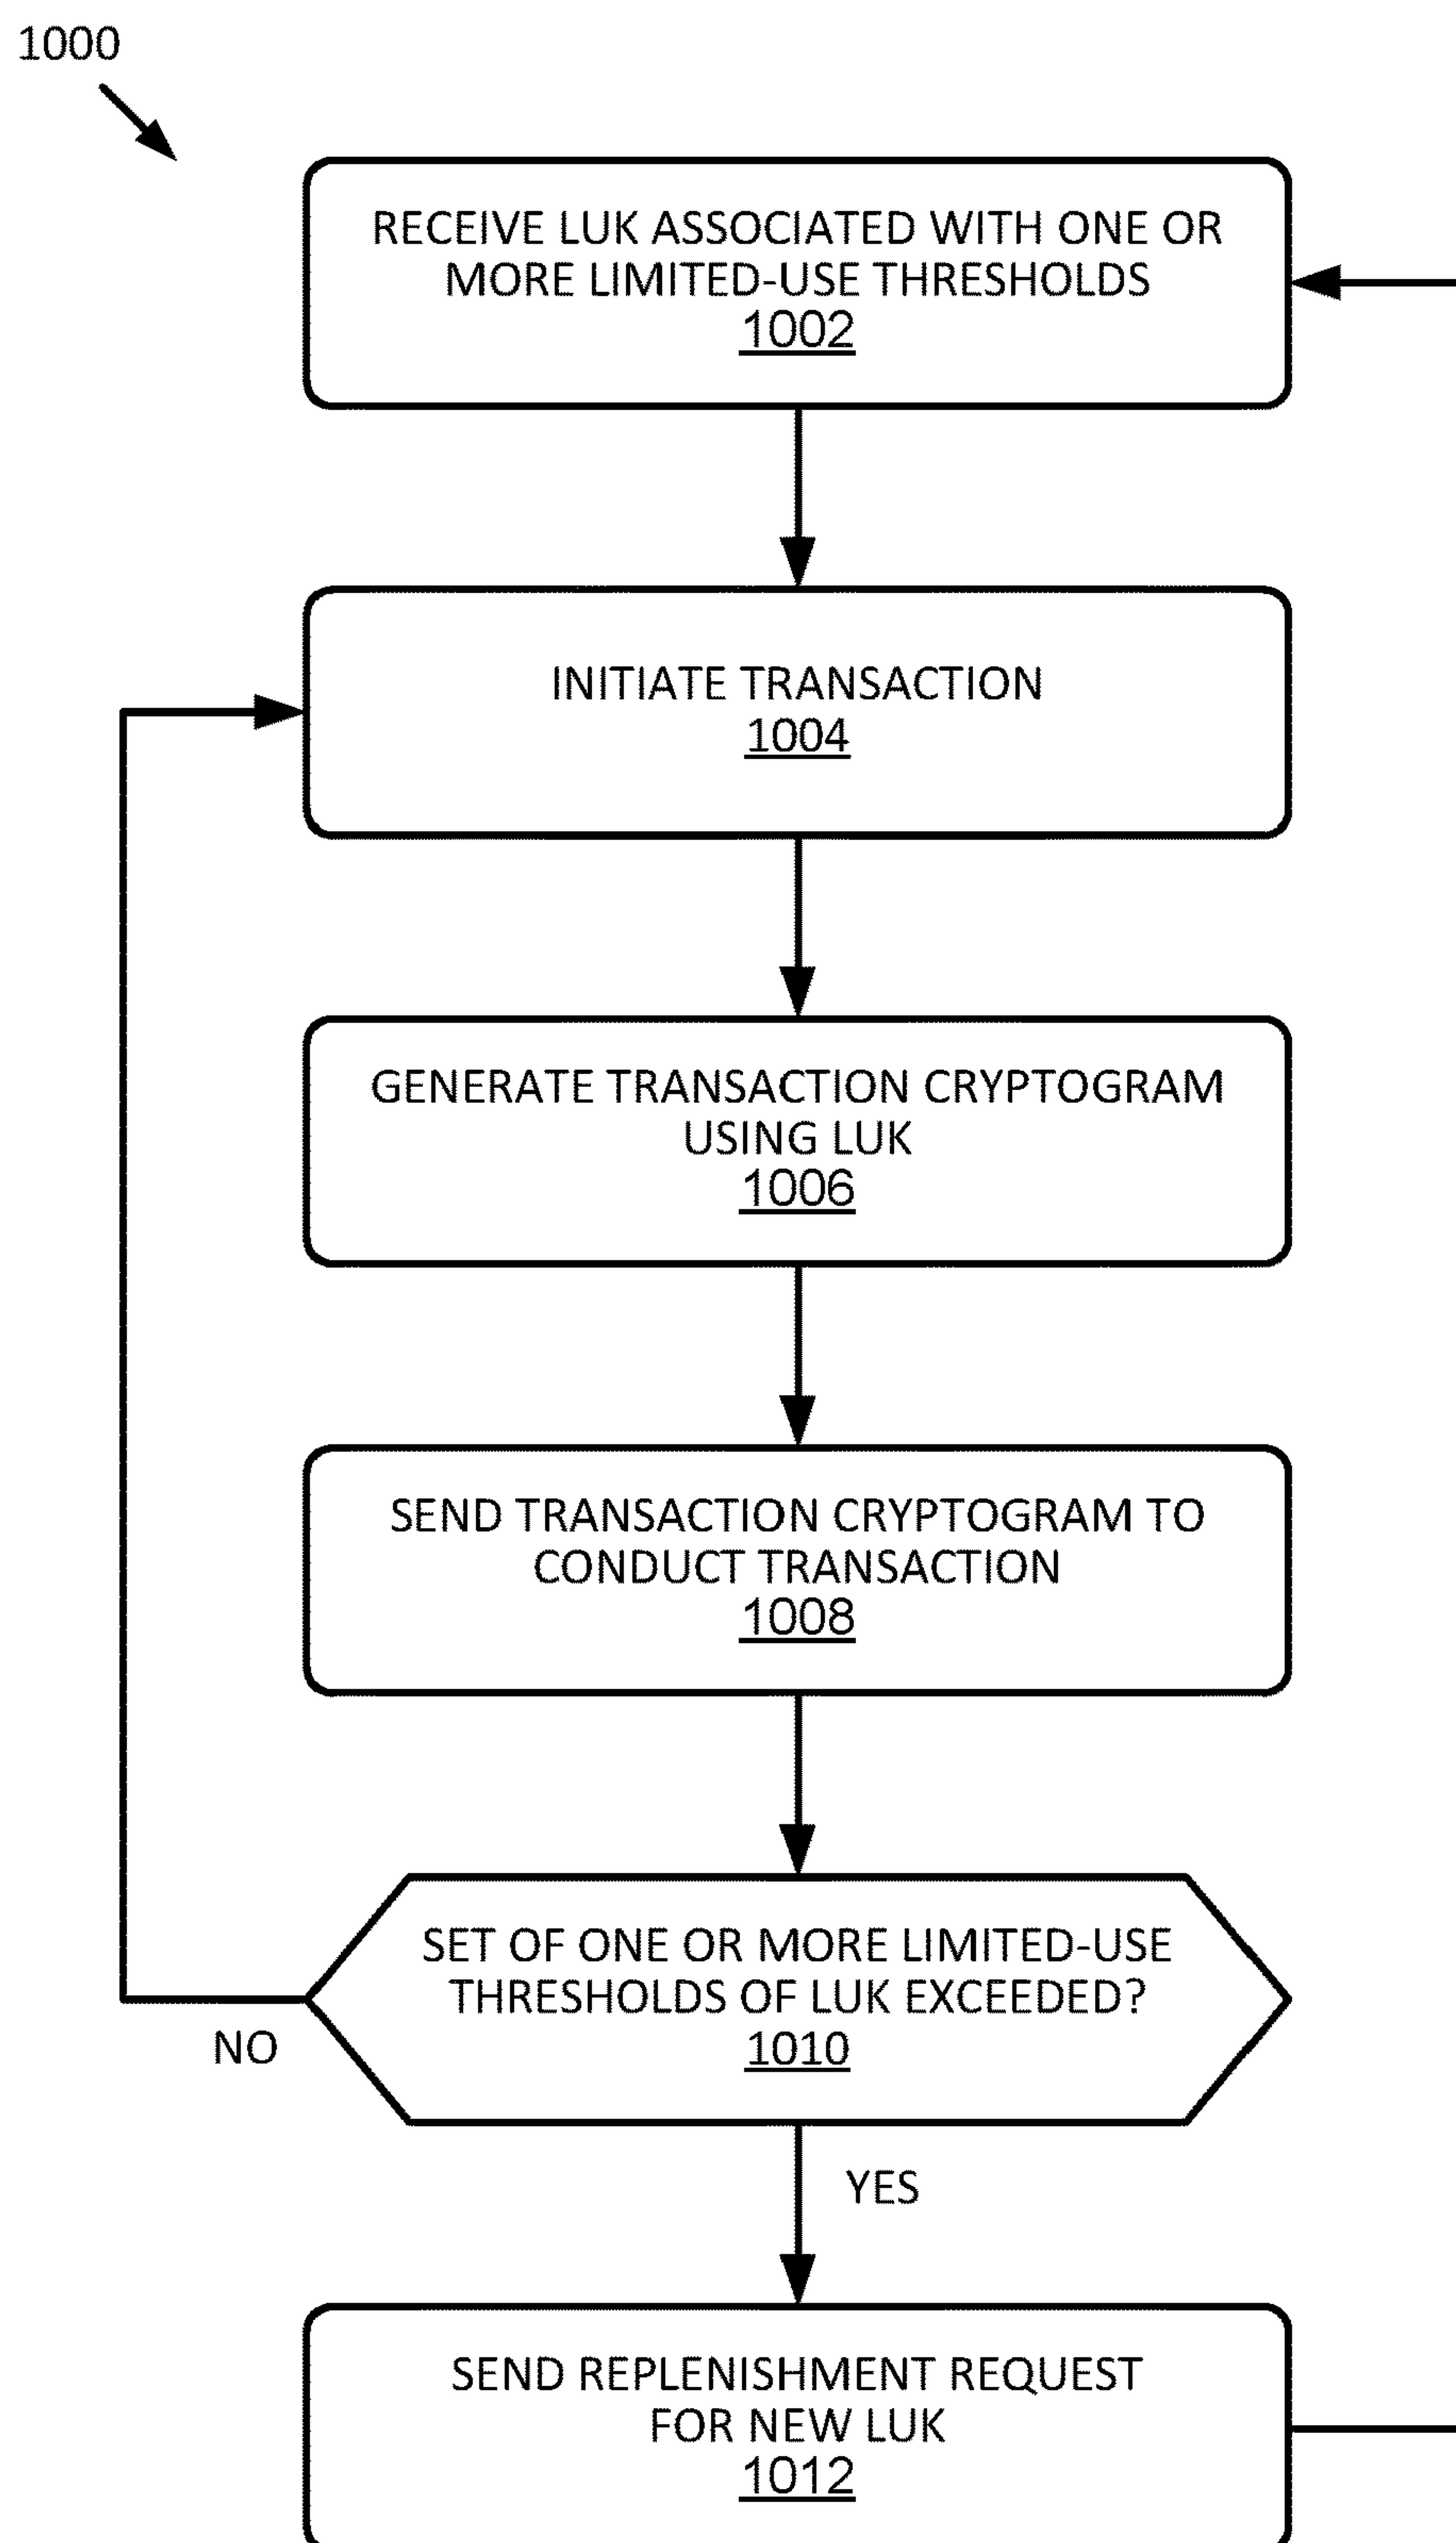 1000
RECEIVE LUK ASSOCIATED WITH ONE OR
MORE LIMITED-USE THRESHOLDS
1002
INITIATE TRANSACTION
1004
GENERATE TRANSACTION CRYPTOGRAM
USING LUK
1006
SEND TRANSACTION CRYPTOGRAM TO
CONDUCT TRANSACTION
1008
SET OF ONE OR MORE LIMITED-USE
THRESHOLDS OF LUK EXCEEDED?
1010
NO
YES
SEND REPLENISHMENT REQUEST
FOR NEW LUK
1012